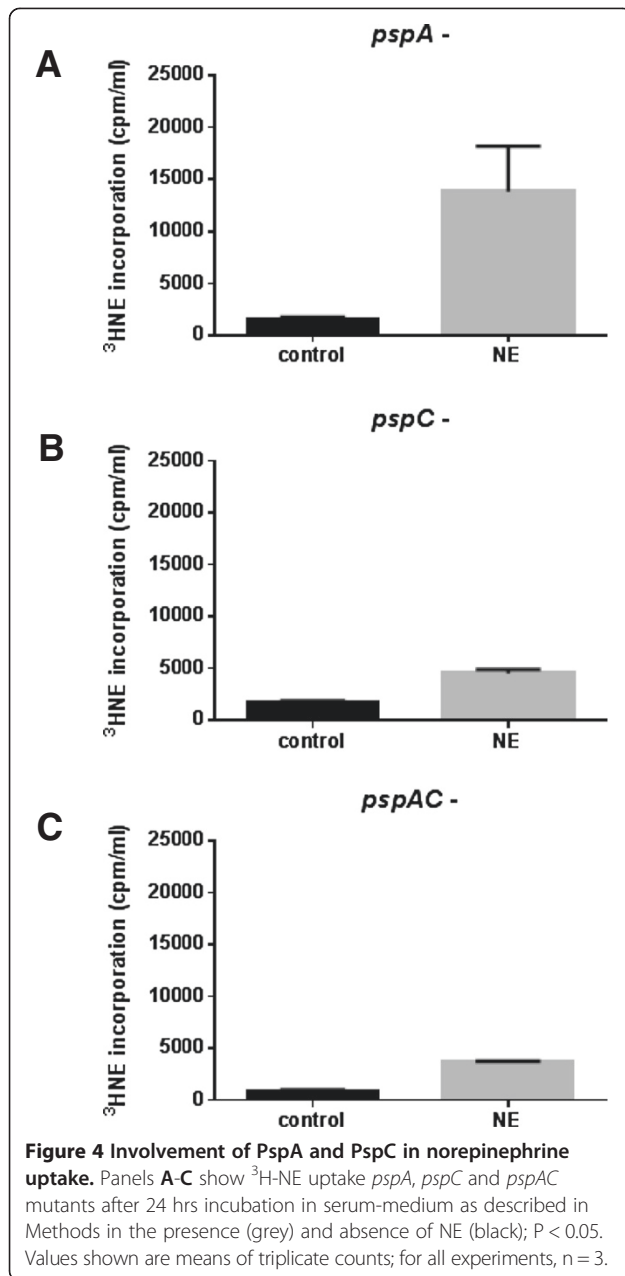 A
pspA -
25000
20000
15000
10000
5000
0
³HNE incorporation (cpm/ml)
control
NE
B
pspC -
25000
20000
15000
10000
5000
0
³HNE incorporation (cpm/ml)
control
NE
C
pspAC -
25000
20000
15000
10000
5000
0
³HNE incorporation (cpm/ml)
control
NE
Figure 4 Involvement of PspA and PspC in norepinephrine
uptake. Panels A-C show ³H-NE uptake pspA, pspC and pspAC
mutants after 24 hrs incubation in serum-medium as described in
Methods in the presence (grey) and absence of NE (black); P < 0.05.
Values shown are means of triplicate counts; for all experiments, n = 3.